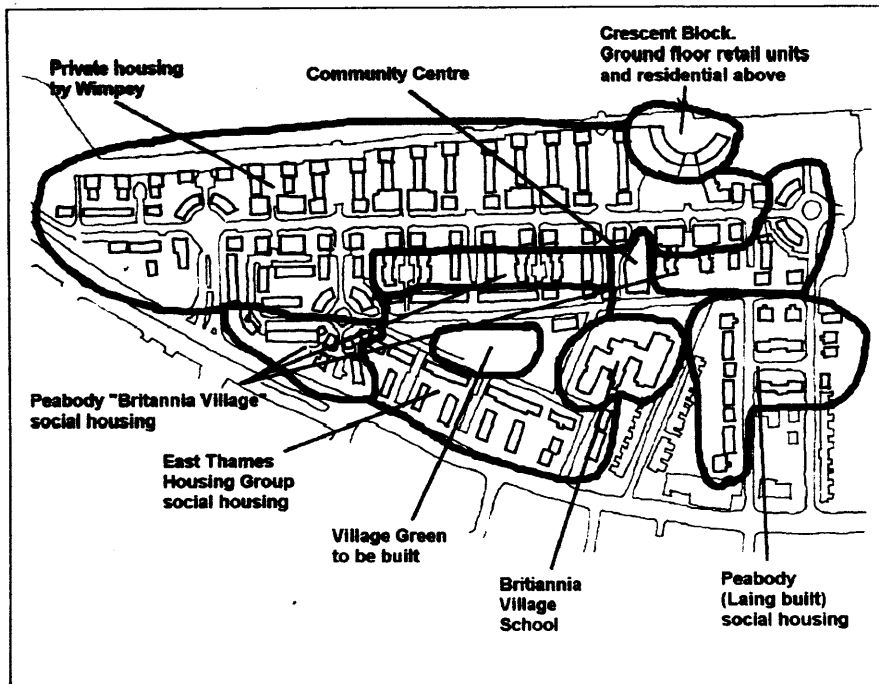 Crescent Block.
Ground floor retail units
and residential above
Private housing
by Wimpey
Community Centre
Peabody "Britannia Village"
social housing
East Thames
Housing Group
social housing
Village Green
to be built
Britiannia
Village
School
Peabody
(Laing built)
social housing